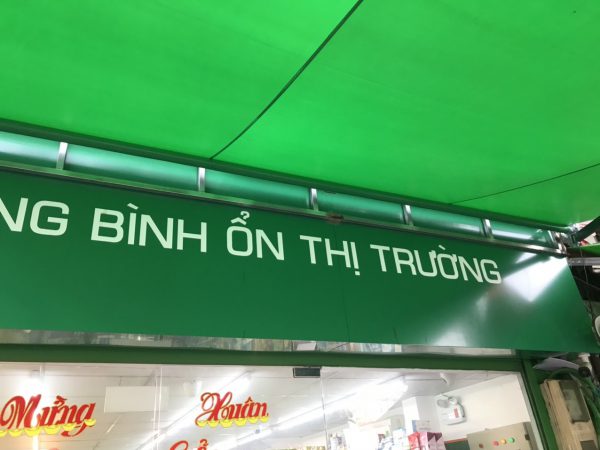 NG BÌNH ỔN THỊ TRƯỜNG
Mừng Xuân